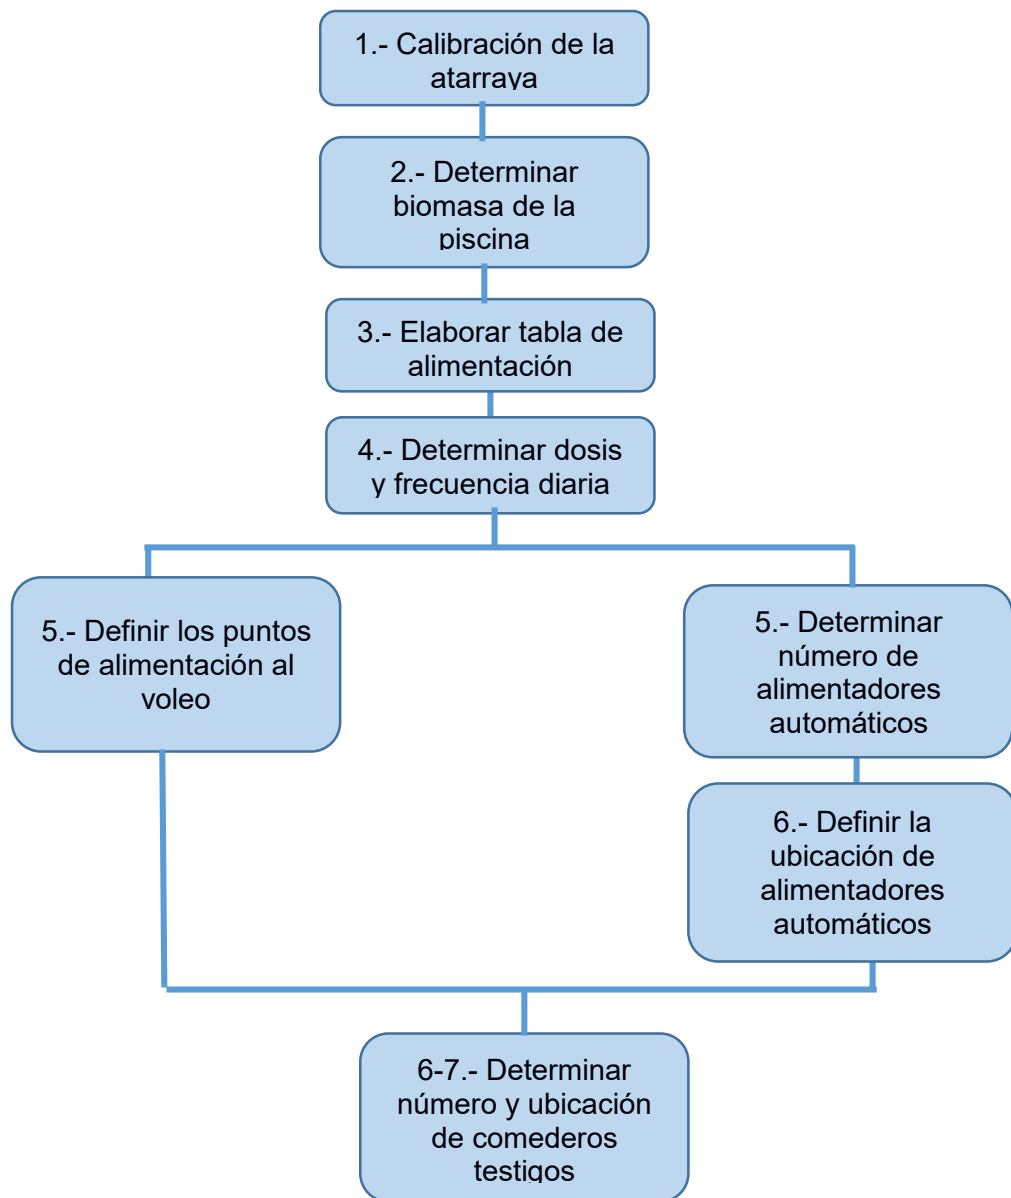 1.- Calibración de la
atarraya
2.- Determinar
biomasa de la
piscina
3.- Elaborar tabla de
alimentación
4.- Determinar dosis
y frecuencia diaria
5.- Definir los puntos
de alimentación al
voleo
5.- Determinar
número de
alimentadores
automáticos
6.- Definir la
ubicación de
alimentadores
automáticos
6-7.- Determinar
número y ubicación
de comederos
testigos